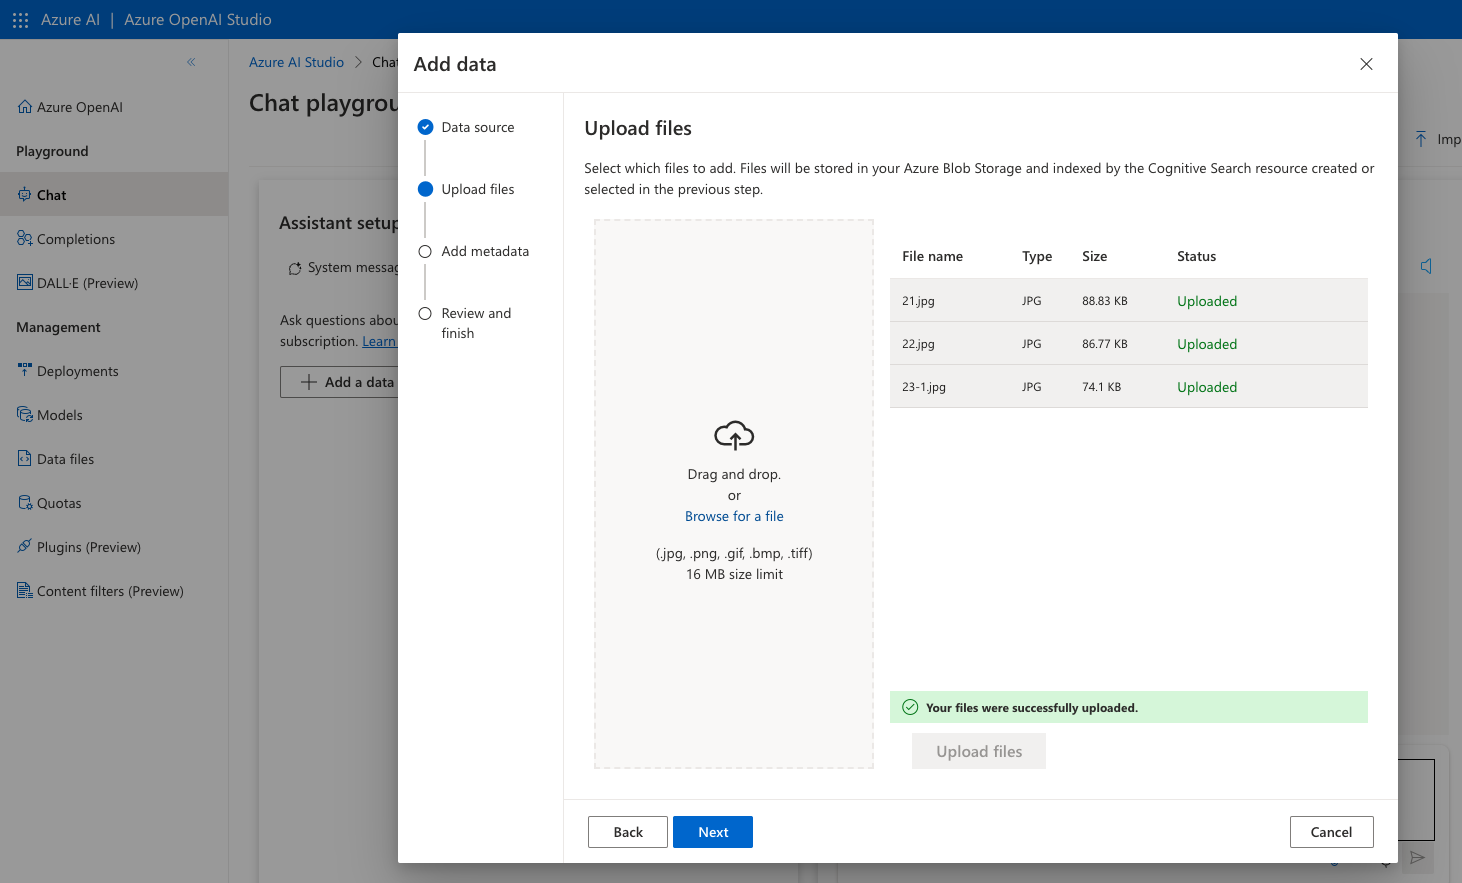 Azure AI | Azure OpenAI Studio
Azure AI Studio > Chat
Chat playgrou
Azure OpenAI
Playground
Chat
Completions
DALL·E (Preview)
Management
Deployments
Models
Data files
Quotas
Plugins (Preview)
Content filters (Preview)
Assistant setup
System messag
Ask questions abou
subscription. Learn
Add a data
Imp
Add data
Data source
Upload files
Add metadata
Review and
finish
Upload files
Select which files to add. Files will be stored in your Azure Blob Storage and indexed by the Cognitive Search resource created or
selected in the previous step.
Drag and drop.
or
Browse for a file
(.jpg, .png, .gif, .bmp, .tiff)
16 MB size limit
File name Type Size Status
21.jpg JPG 88.83 KB Uploaded
22.jpg JPG 86.77 KB Uploaded
23-1.jpg JPG 74.1 KB Uploaded
Your files were successfully uploaded.
Upload files
Back Next Cancel